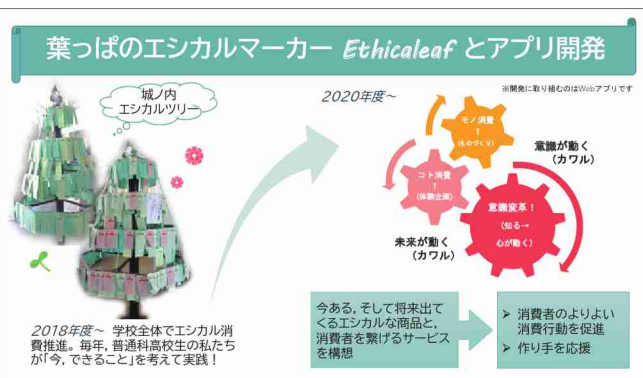 葉っぱのエシカルマーカー Ethicaleaf とアプリ開発
※開発に取り組むのはWebアプリです
城ノ内
エシカルツリー
2020年度～
モノ消費
↑
(ものづくり)
コト消費
↑
(体験企画)
意識変革！
(知る→
心が動く)
意識が動く
(カワル)
未来が動く
(カワル)
2018年度～ 学校全体でエシカル消
費推進。毎年，普通科高校生の私たち
が「今，できること」を考えて実践！
今ある，そして将来出て
くるエシカルな商品と，
消費者を繋げるサービス
を構想
➢ 消費者のよりよい
消費行動を促進
➢ 作り手を応援